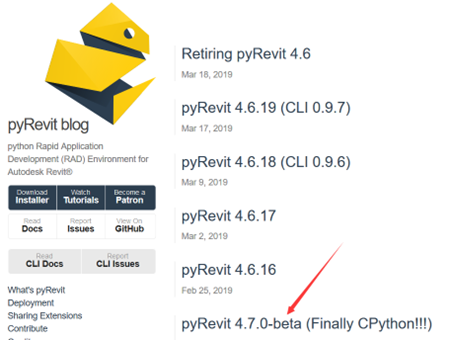 pyRevit blog
python Rapid Application
Development (RAD) Environment for
Autodesk Revit®
Download
Installer
Watch
Tutorials
Become a
Patron
Read
Docs
Report
Issues
View On
GitHub
Read
CLI Docs
Report
CLI Issues
What's pyRevit
Deployment
Sharing Extensions
Contribute
Retiring pyRevit 4.6
Mar 18, 2019
pyRevit 4.6.19 (CLI 0.9.7)
Mar 17, 2019
pyRevit 4.6.18 (CLI 0.9.6)
Mar 9, 2019
pyRevit 4.6.17
Mar 2, 2019
pyRevit 4.6.16
Feb 25, 2019
pyRevit 4.7.0-beta (Finally CPython!!!)